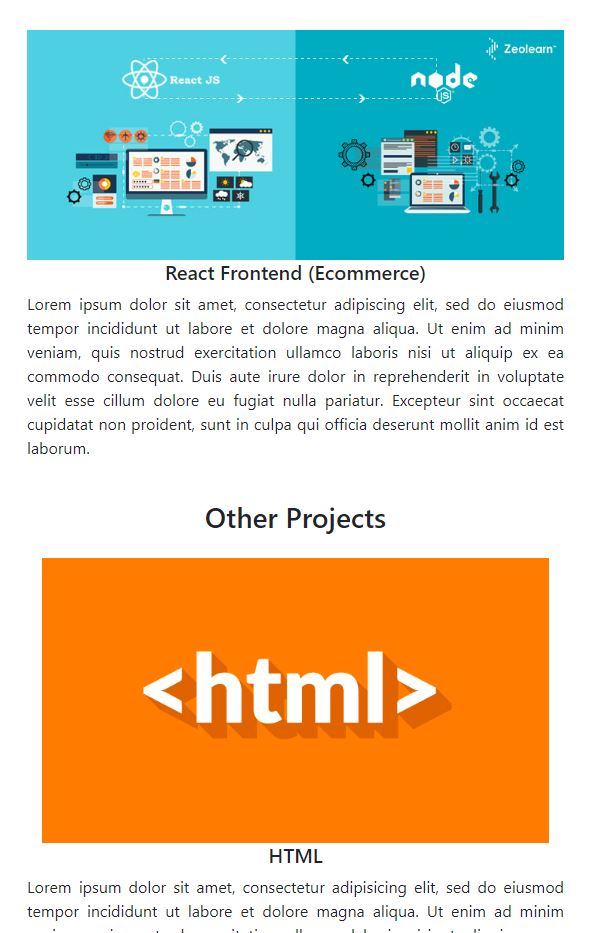 Zeolearn
React JS
node
JS
React Frontend (Ecommerce)
Lorem ipsum dolor sit amet, consectetur adipiscing elit, sed do eiusmod
tempor incididunt ut labore et dolore magna aliqua. Ut enim ad minim
veniam, quis nostrud exercitation ullamco laboris nisi ut aliquip ex ea
commodo consequat. Duis aute irure dolor in reprehenderit in voluptate
velit esse cillum dolore eu fugiat nulla pariatur. Excepteur sint occaecat
cupidatat non proident, sunt in culpa qui officia deserunt mollit anim id est
laborum.
Other Projects
<html>
HTML
Lorem ipsum dolor sit amet, consectetur adipisicing elit, sed do eiusmod
tempor incididunt ut labore et dolore magna aliqua. Ut enim ad minim